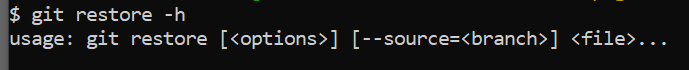 $ git restore -h
usage: git restore [<options>] [--source=<branch>] <file>...